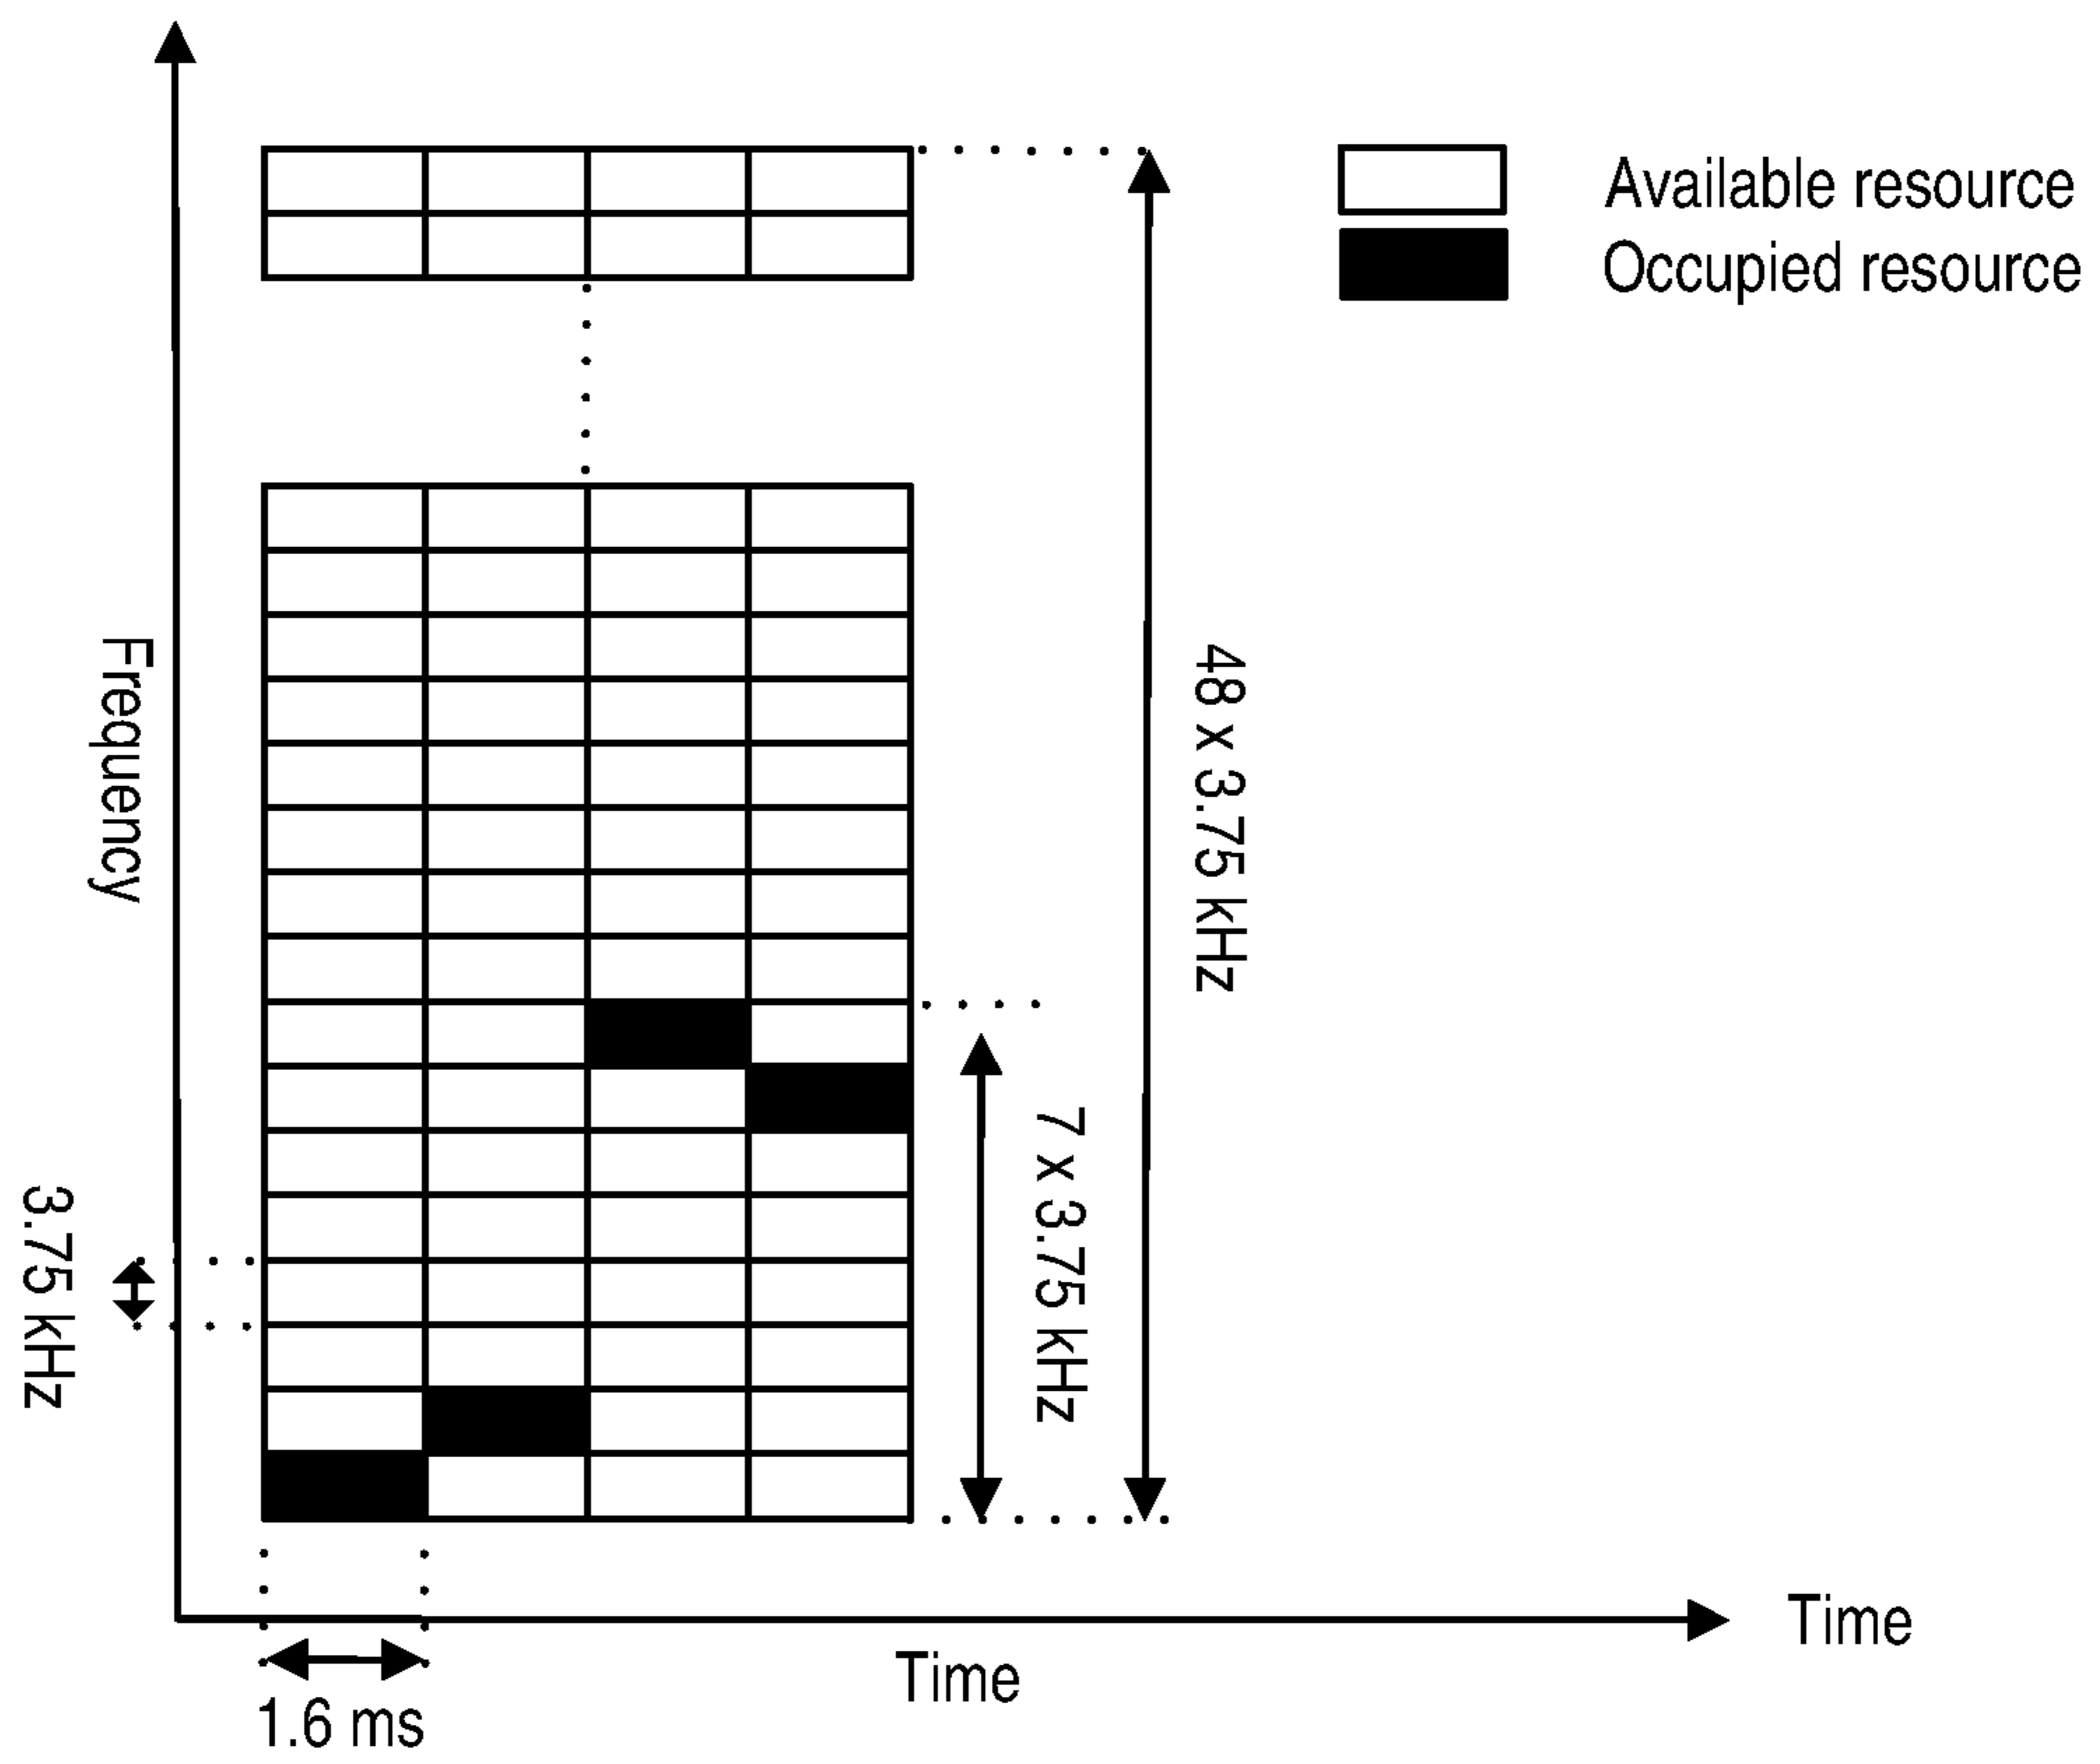 Available resource
Occupied resource
Frequency
48 x 3.75 kHz
7 x 3.75 kHz
3.75 kHz
Time
Time
1.6 ms